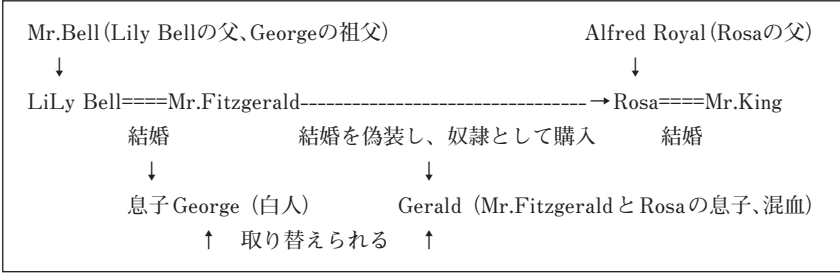 Mr.Bell（Lily Bellの父、Georgeの祖父） Alfred Royal（Rosaの父）
↓ ↓
LiLy Bell====Mr.Fitzgerald---------------------------------→Rosa====Mr.King
結婚 結婚を偽装し、奴隷として購入 結婚
↓ ↓
息子George（白人） Gerald（Mr.FitzgeraldとRosaの息子、混血）
↑ 取り替えられる ↑